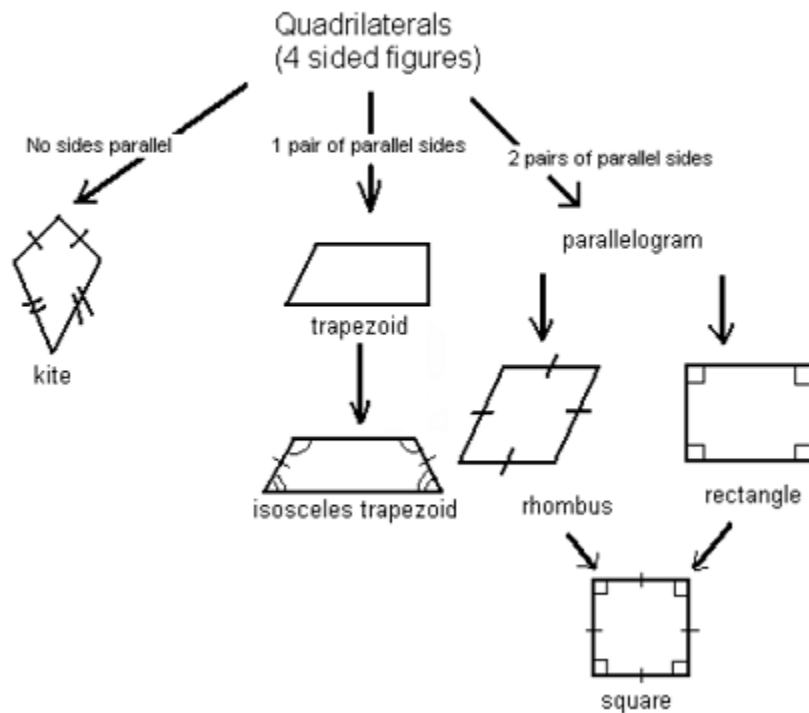 Quadrilaterals
(4 sided figures)
No sides parallel
1 pair of parallel sides
2 pairs of parallel sides
parallelogram
trapezoid
kite
isosceles trapezoid
rhombus
rectangle
square